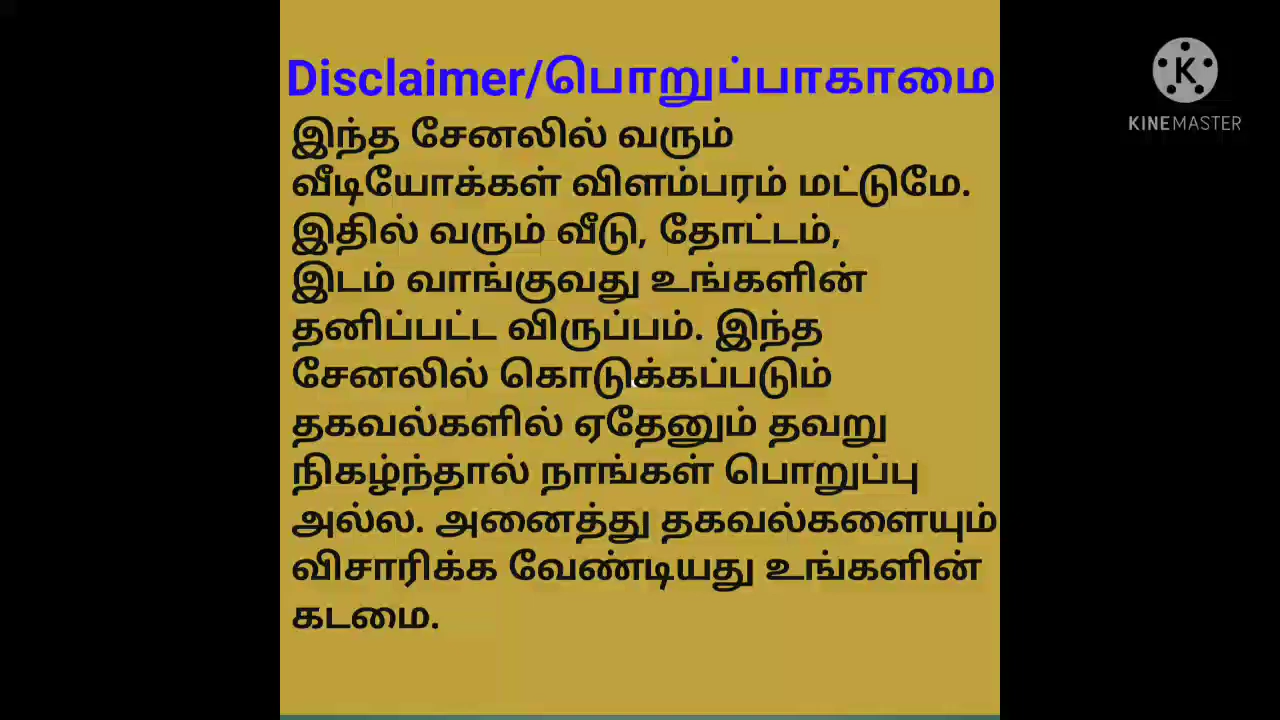 Disclaimer/பொறுப்பாகாமை
இந்த சேனலில் வரும்
வீடியோக்கள் விளம்பரம் மட்டுமே.
இதில் வரும் வீடு, தோட்டம்,
இடம் வாங்குவது உங்களின்
தனிப்பட்ட விருப்பம். இந்த
சேனலில் கொடுக்கப்படும்
தகவல்களில் ஏதேனும் தவறு
நிகழ்ந்தால் நாங்கள் பொறுப்பு
அல்ல. அனைத்து தகவல்களையும்
விசாரிக்க வேண்டியது உங்களின்
கடமை.
K
KINEMASTER